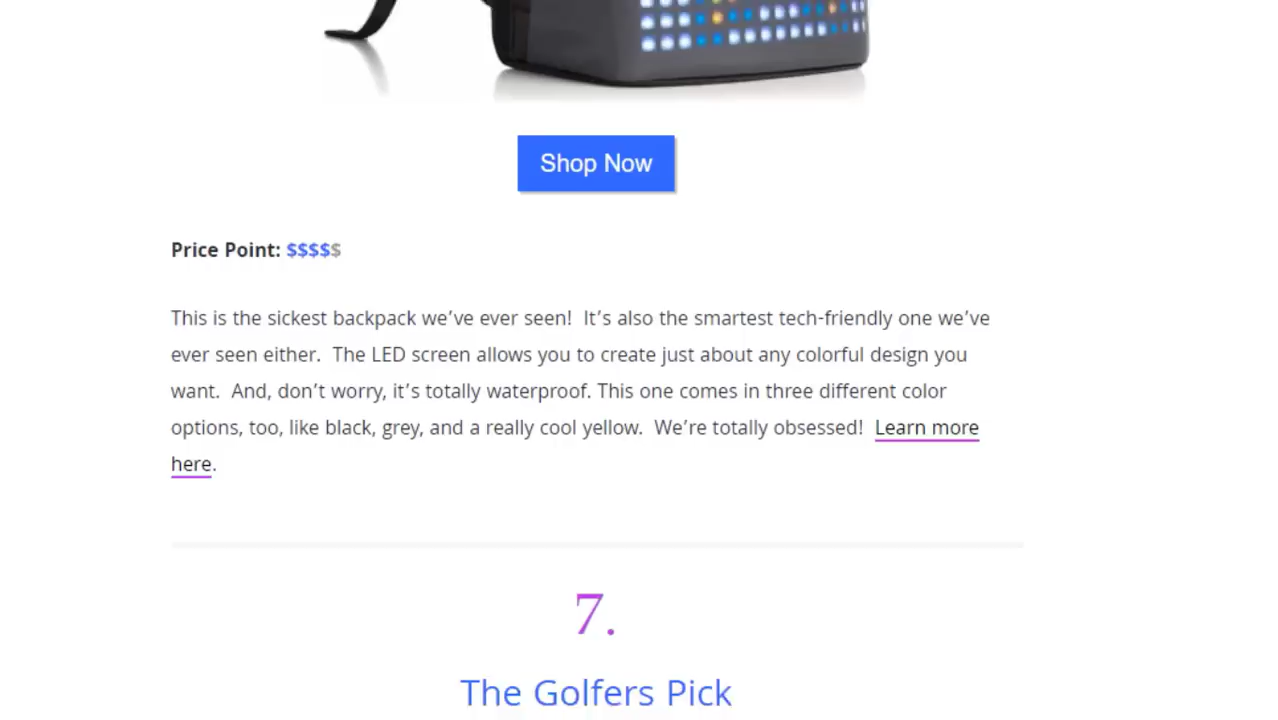 Shop Now
Price Point: $$$$$
This is the sickest backpack we've ever seen!  It's also the smartest tech-friendly one we've
ever seen either.  The LED screen allows you to create just about any colorful design you
want.  And, don't worry, it's totally waterproof. This one comes in three different color
options, too, like black, grey, and a really cool yellow.  We're totally obsessed!  Learn more
here.
7.
The Golfers Pick